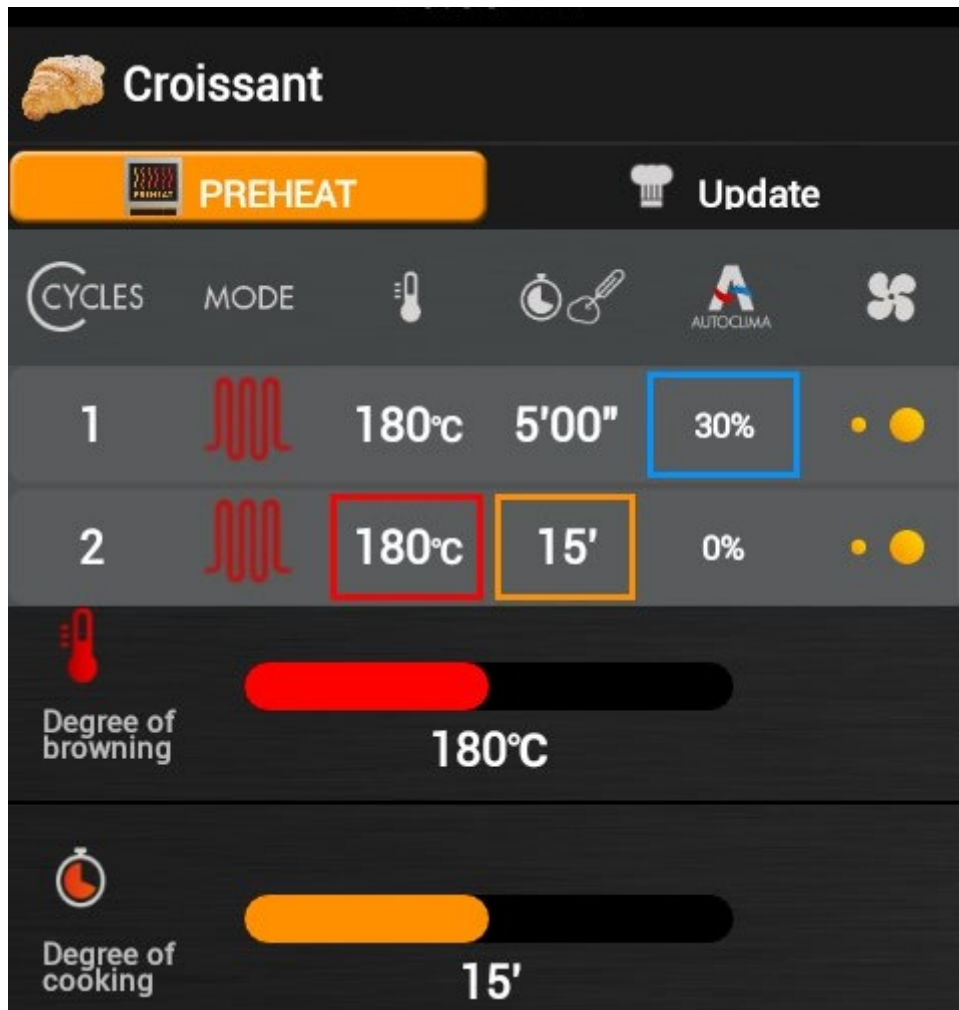 Croissant
PREHEAT
PREHEAT Update
CYCLES MODE AUTOCLIMA
1 180°C 5'00" 30%
2 180°C 15' 0%
Degree of
browning
180°C
Degree of
cooking
15'